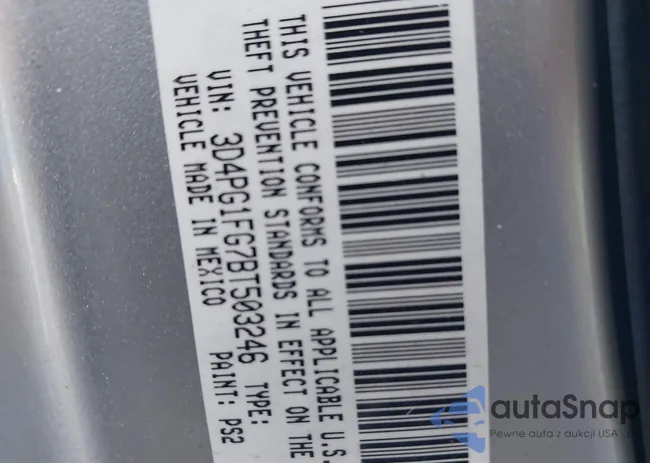 THIS VEHICLE CONFORMS TO ALL APPLICABLE U.S.
THEFT PREVENTION STANDARDS IN EFFECT ON THE
VIN: 3D4PG1FG7BT503246 TYPE:
VEHICLE MADE IN MEXICO PAINT: PS2
autaSnap
Pewne auta z aukcji USA